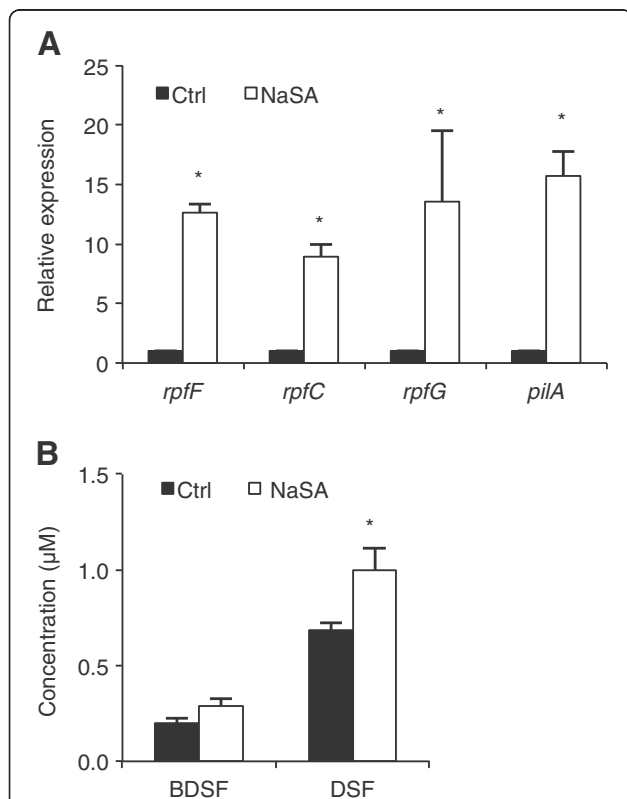 A
25
20
15
10
5
0
Relative expression
Ctrl NaSA
* * * *
rpfF rpfC rpfG pilA
B
1.5
1.0
0.5
0.0
Concentration (µM)
Ctrl NaSA
*
BDSF DSF